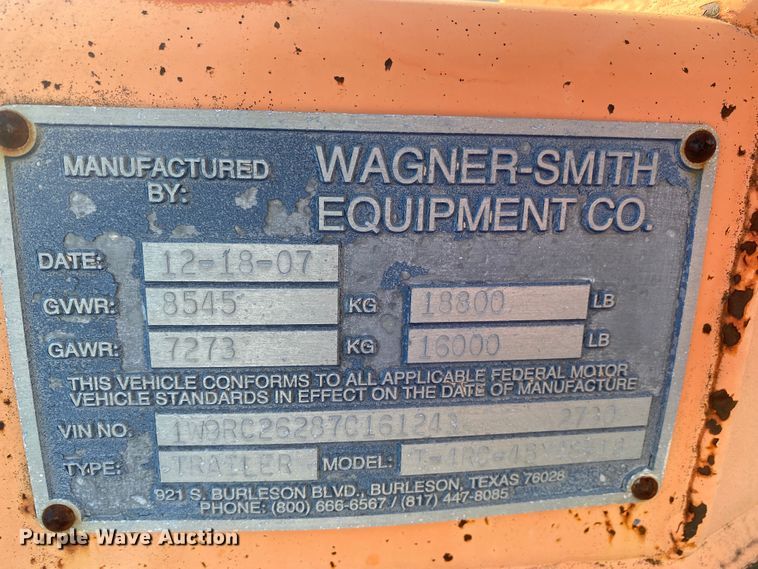 MANUFACTURED BY:
WAGNER-SMITH
EQUIPMENT CO.
DATE: 12-18-07
GVWR: 8545 KG 18800 LB
GAWR: 7273 KG 16000 LB
THIS VEHICLE CONFORMS TO ALL APPLICABLE FEDERAL MOTOR
VEHICLE STANDARDS IN EFFECT ON THE DATE OF MANUFACTURE
VIN NO.
TYPE: TRAILER MODEL:
921 S. BURLESON BLVD., BURLESON, TEXAS 76028
PHONE: (800) 666-6567 / (817) 447-8085
Purple Wave Auction